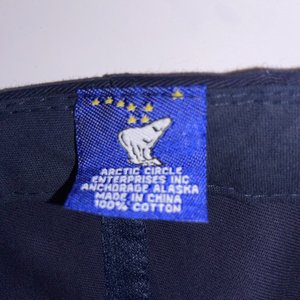 ARCTIC CIRCLE
ENTERPRISES INC
ANCHORAGE ALASKA
MADE IN CHINA
100% COTTON